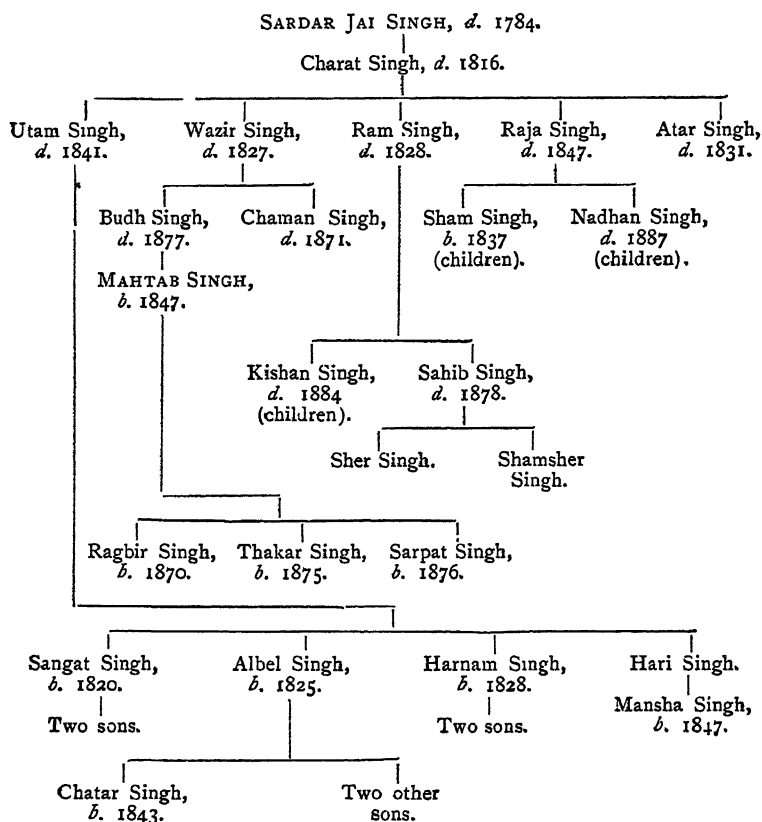 SARDAR JAI SINGH, d. 1784.
Charat Singh, d. 1816.
Utam Singh, Wazir Singh, Ram Singh, Raja Singh, Atar Singh,
d. 1841. d. 1827. d. 1828. d. 1847. d. 1831.
Budh Singh, Chaman Singh, Sham Singh, Nadhan Singh,
d. 1877. d. 1871. b. 1837 d. 1887
(children). (children).
MAHTAB SINGH,
b. 1847.
Kishan Singh, Sahib Singh,
d. 1884 d. 1878.
(children).
Sher Singh. Shamsher
Singh.
Ragbir Singh, Thakar Singh, Sarpat Singh,
b. 1870. b. 1875. b. 1876.
Sangat Singh, Albel Singh, Harnam Singh, Hari Singh.
b. 1820. b. 1825. b. 1828.
Mansha Singh,
Two sons. Two sons. b. 1847.
Chatar Singh, Two other
b. 1843. sons.